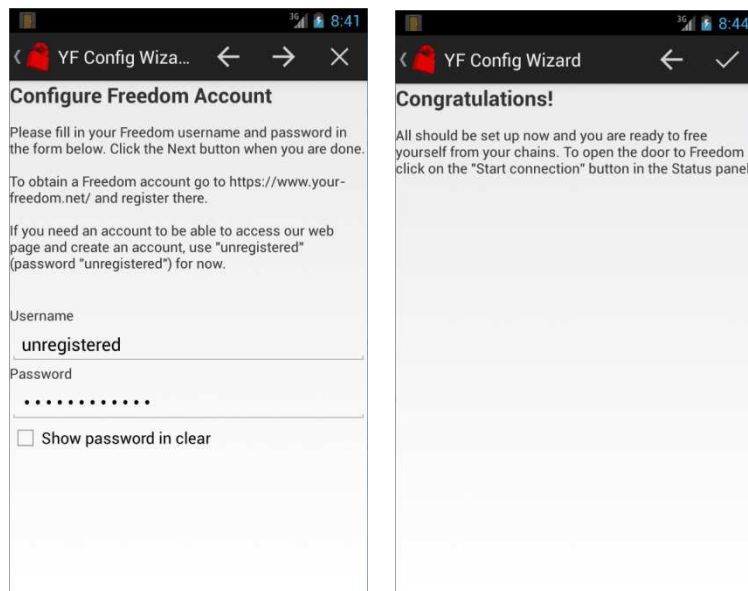 3G 8:41
YF Config Wiza...
Configure Freedom Account
Please fill in your Freedom username and password in
the form below. Click the Next button when you are done.
To obtain a Freedom account go to https://www.your-
freedom.net/ and register there.
If you need an account to be able to access our web
page and create an account, use "unregistered"
(password "unregistered") for now.
Username
unregistered
Password
••••••••••••
Show password in clear
3G 8:44
YF Config Wizard
Congratulations!
All should be set up now and you are ready to free
yourself from your chains. To open the door to Freedom
click on the "Start connection" button in the Status panel